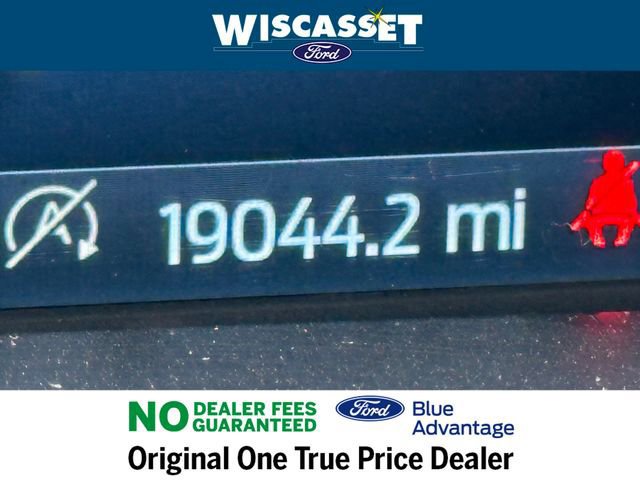 WISCASSET
Ford
A
19044.2 mi
NO DEALER FEES
GUARANTEED
Ford Blue
Advantage
Original One True Price Dealer